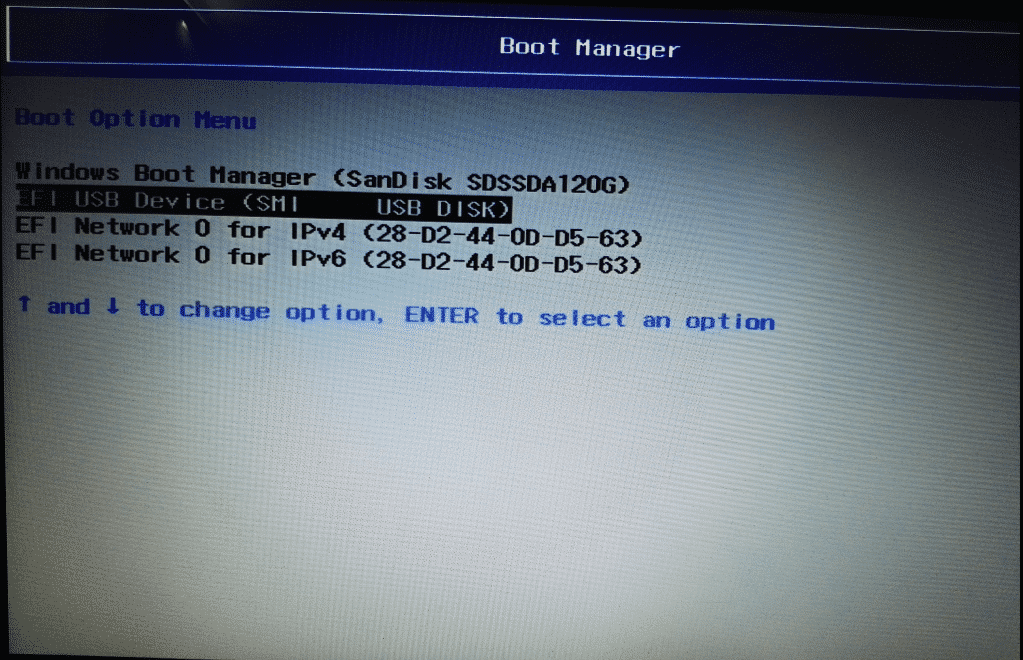 Boot Manager
Boot Option Menu
Windows Boot Manager (SanDisk SDSSDA120G)
EFI USB Device (SMI USB DISK)
EFI Network 0 for IPv4 (28-D2-44-0D-D5-63)
EFI Network 0 for IPv6 (28-D2-44-0D-D5-63)
↑ and ↓ to change option, ENTER to select an option